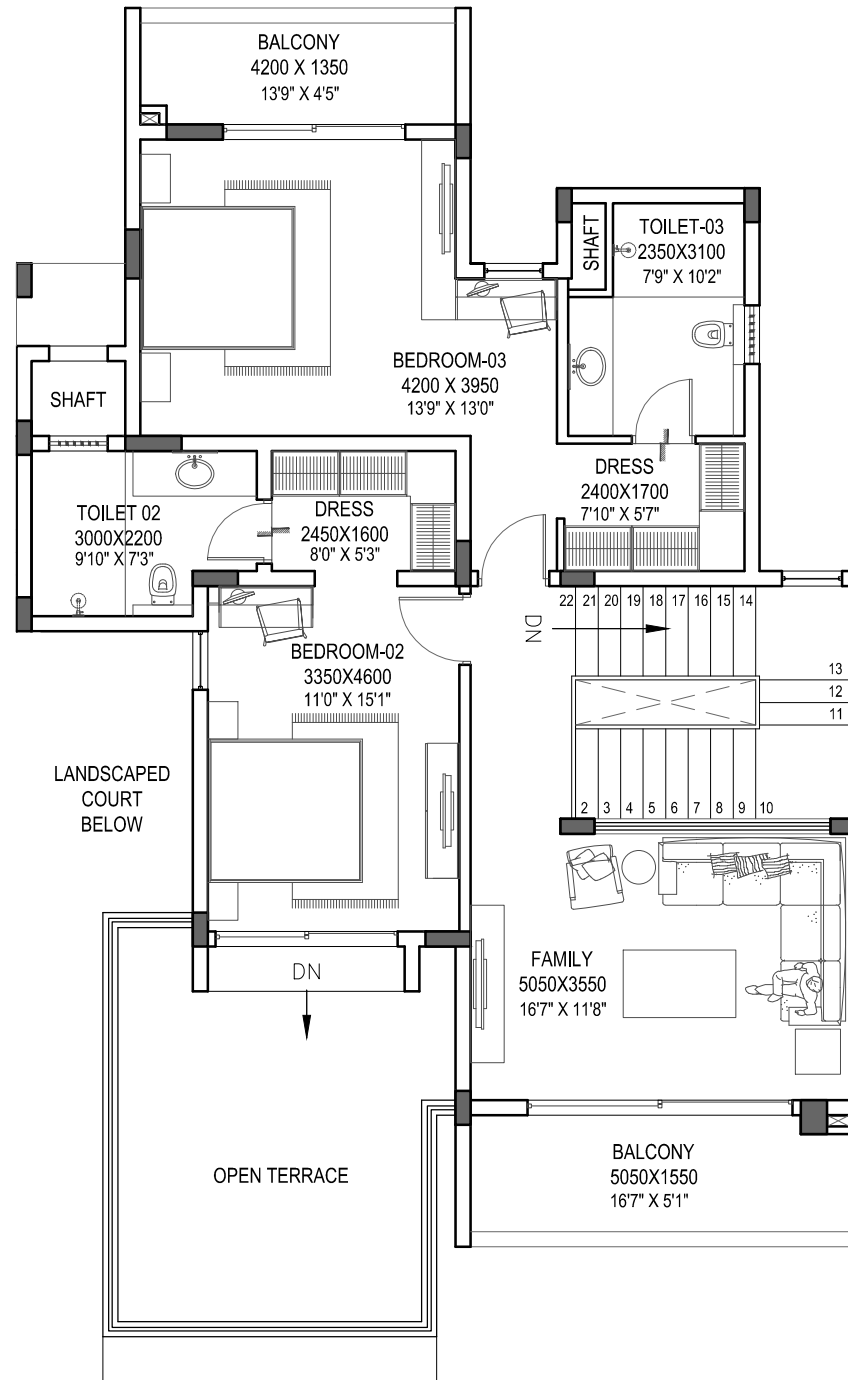 BALCONY
4200 X 1350
13'9" X 4'5"
SHAFT
TOILET-03
2350X3100
7'9" X 10'2"
BEDROOM-03
4200 X 3950
13'9" X 13'0"
SHAFT
DRESS
2400X1700
7'10" X 5'7"
TOILET 02
3000X2200
9'10" X 7'3"
DRESS
2450X1600
8'0" X 5'3"
22 21 20 19 18 17 16 15 14
DN
BEDROOM-02
3350X4600
11'0" X 15'1"
13
12
11
LANDSCAPED
COURT
BELOW
2 3 4 5 6 7 8 9 10
FAMILY
5050X3550
16'7" X 11'8"
DN
OPEN TERRACE
BALCONY
5050X1550
16'7" X 5'1"